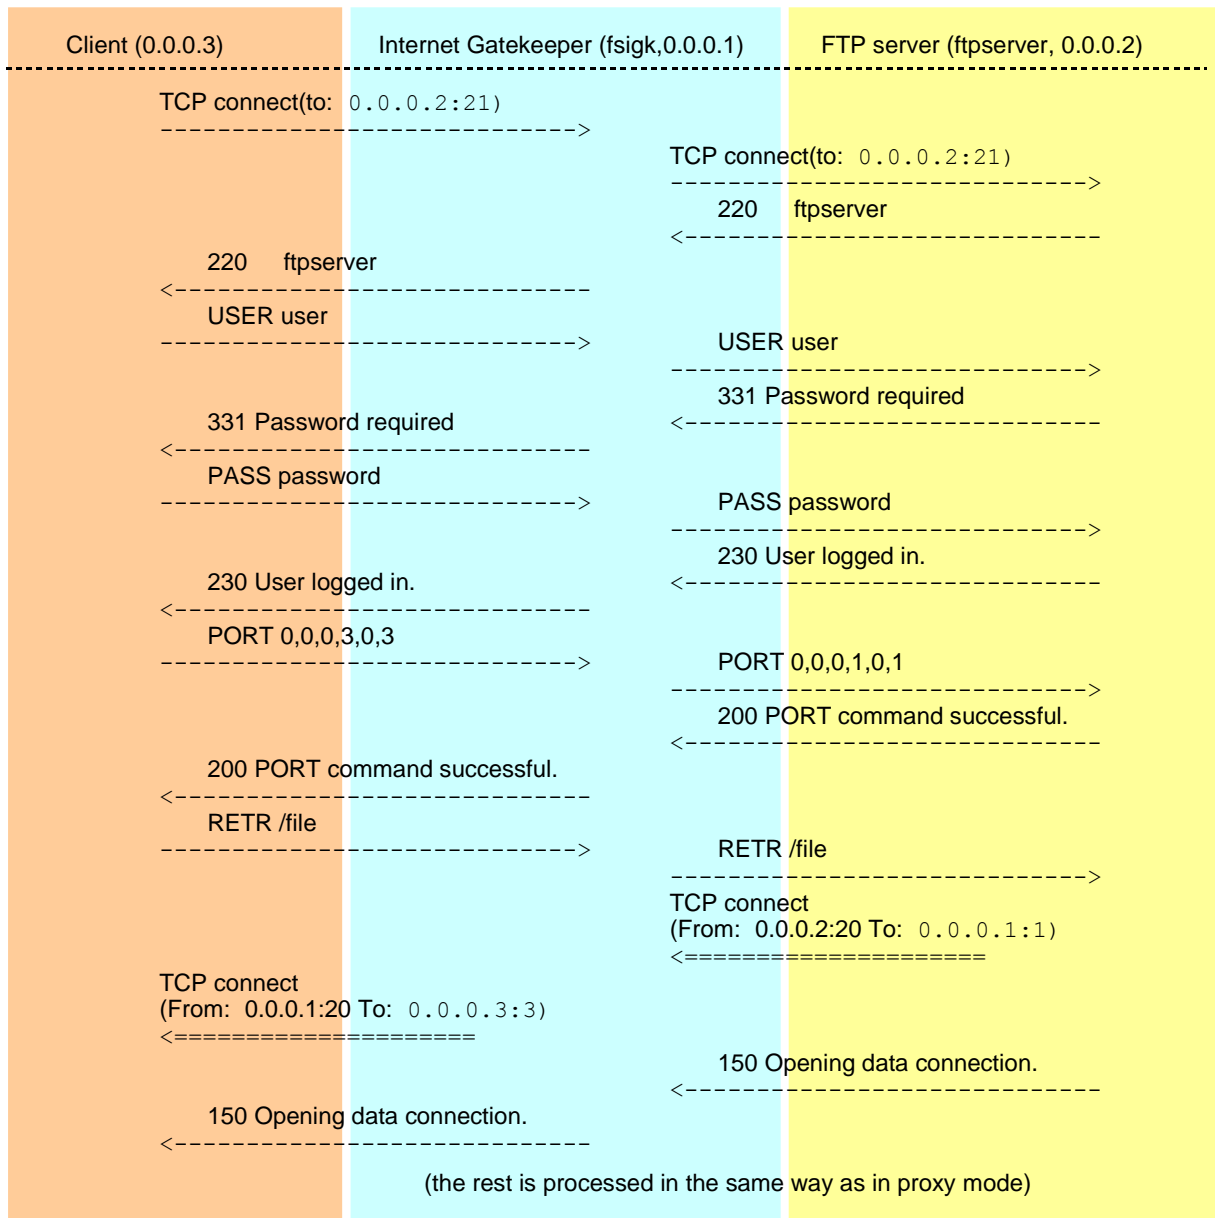 Client (0.0.0.3) Internet Gatekeeper (fsigk,0.0.0.1) FTP server (ftpserver, 0.0.0.2)
TCP connect(to: 0.0.0.2:21)
----------------------------->
TCP connect(to: 0.0.0.2:21)
----------------------------->
220 ftpserver
<-----------------------------
220 ftpserver
<-----------------------------
USER user
----------------------------->
USER user
----------------------------->
331 Password required
<-----------------------------
331 Password required
<-----------------------------
PASS password
----------------------------->
PASS password
----------------------------->
230 User logged in.
<-----------------------------
230 User logged in.
<-----------------------------
PORT 0,0,0,3,0,3
----------------------------->
PORT 0,0,0,1,0,1
----------------------------->
200 PORT command successful.
<-----------------------------
200 PORT command successful.
<-----------------------------
RETR /file
----------------------------->
RETR /file
----------------------------->
TCP connect
(From: 0.0.0.2:20 To: 0.0.0.1:1)
<=====================
TCP connect
(From: 0.0.0.1:20 To: 0.0.0.3:3)
<=====================
150 Opening data connection.
<-----------------------------
150 Opening data connection.
<-----------------------------
(the rest is processed in the same way as in proxy mode)